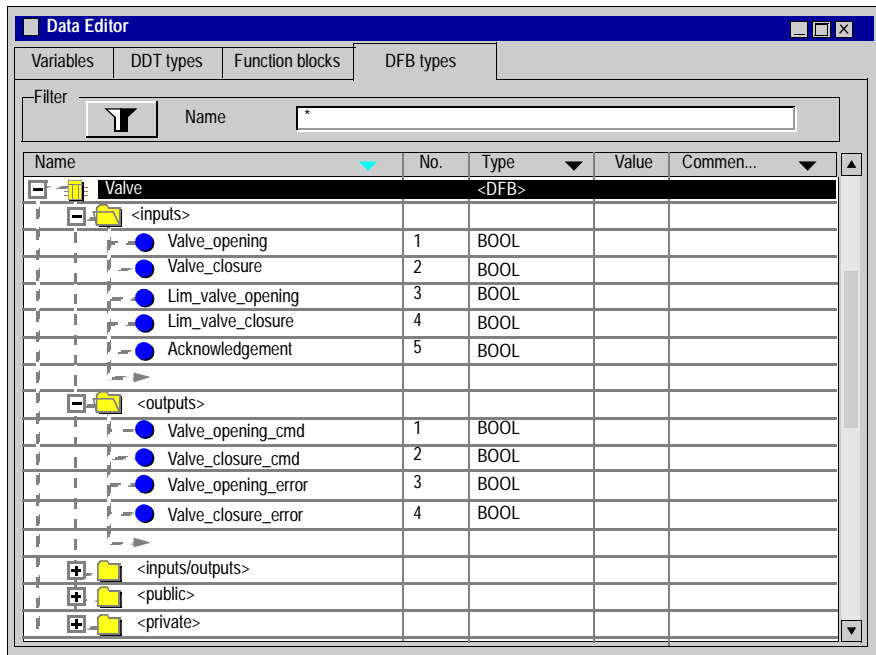 Data Editor
Variables DDT types Function blocks DFB types
Filter
Name *
Name No. Type Value Commen...
Valve <DFB>
<inputs>
Valve_opening 1 BOOL
Valve_closure 2 BOOL
Lim_valve_opening 3 BOOL
Lim_valve_closure 4 BOOL
Acknowledgement 5 BOOL
<outputs>
Valve_opening_cmd 1 BOOL
Valve_closure_cmd 2 BOOL
Valve_opening_error 3 BOOL
Valve_closure_error 4 BOOL
<inputs/outputs>
<public>
<private>